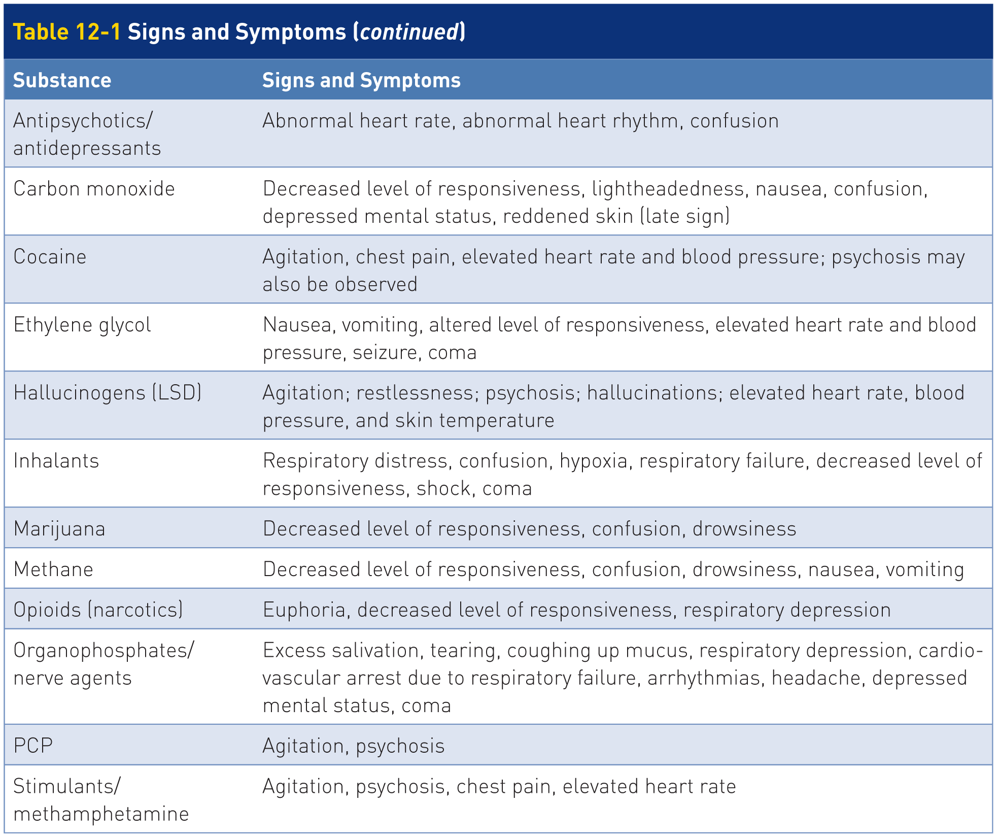 Table 12-1 Signs and Symptoms (continued)
Substance
Signs and Symptoms
Antipsychotics/
antidepressants
Abnormal heart rate, abnormal heart rhythm, confusion
Carbon monoxide
Decreased level of responsiveness, lightheadedness, nausea, confusion,
depressed mental status, reddened skin (late sign)
Cocaine
Agitation, chest pain, elevated heart rate and blood pressure; psychosis may
also be observed
Ethylene glycol
Nausea, vomiting, altered level of responsiveness, elevated heart rate and blood
pressure, seizure, coma
Hallucinogens (LSD)
Agitation; restlessness; psychosis; hallucinations; elevated heart rate, blood
pressure, and skin temperature
Inhalants
Respiratory distress, confusion, hypoxia, respiratory failure, decreased level of
responsiveness, shock, coma
Marijuana
Decreased level of responsiveness, confusion, drowsiness
Methane
Decreased level of responsiveness, confusion, drowsiness, nausea, vomiting
Opioids (narcotics)
Euphoria, decreased level of responsiveness, respiratory depression
Organophosphates/
nerve agents
Excess salivation, tearing, coughing up mucus, respiratory depression, cardio-
vascular arrest due to respiratory failure, arrhythmias, headache, depressed
mental status, coma
PCP
Agitation, psychosis
Stimulants/
methamphetamine
Agitation, psychosis, chest pain, elevated heart rate